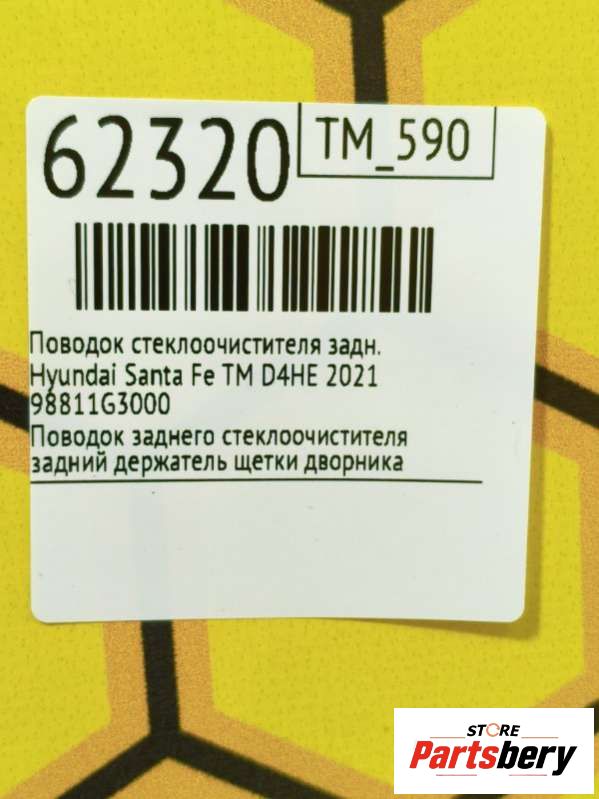 62320
TM_590
Поводок стеклоочистителя задн.
Hyundai Santa Fe TM D4HE 2021
98811G3000
Поводок заднего стеклоочистителя
задний держатель щетки дворника
STORE
Partsbery